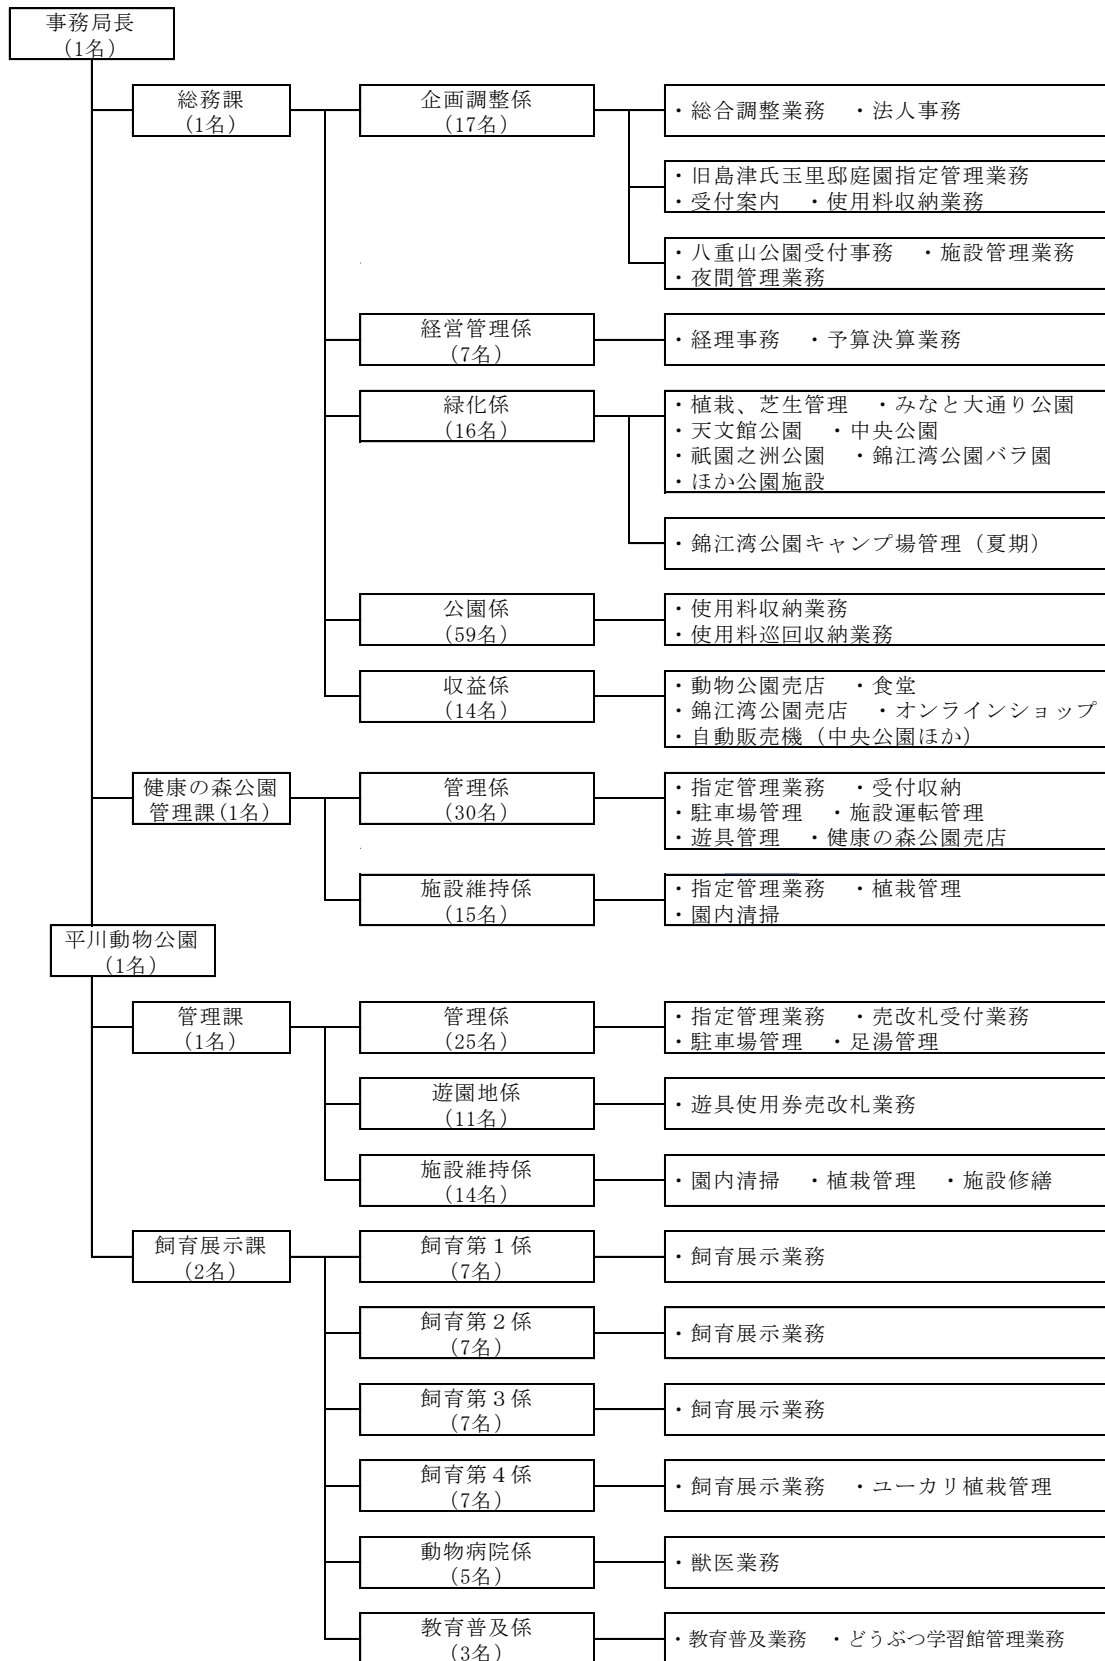 事務局長
(1名)
総務課
(1名)
企画調整係
(17名)
・総合調整業務　・法人事務
・旧島津氏玉里邸庭園指定管理業務
・受付案内　・使用料収納業務
・八重山公園受付事務　・施設管理業務
・夜間管理業務
経営管理係
(7名)
・経理事務　・予算決算業務
緑化係
(16名)
・植栽、芝生管理　・みなと大通り公園
・天文館公園　・中央公園
・祇園之洲公園　・錦江湾公園バラ園
・ほか公園施設
・錦江湾公園キャンプ場管理（夏期）
公園係
(59名)
・使用料収納業務
・使用料巡回収納業務
収益係
(14名)
・動物公園売店　・食堂
・錦江湾公園売店　・オンラインショップ
・自動販売機（中央公園ほか）
健康の森公園
管理課(1名)
管理係
(30名)
・指定管理業務　・受付収納
・駐車場管理　・施設運転管理
・遊具管理　・健康の森公園売店
施設維持係
(15名)
・指定管理業務　・植栽管理
・園内清掃
平川動物公園
(1名)
管理課
(1名)
管理係
(25名)
・指定管理業務　・売改札受付業務
・駐車場管理　・足湯管理
遊園地係
(11名)
・遊具使用券売改札業務
施設維持係
(14名)
・園内清掃　・植栽管理　・施設修繕
飼育展示課
(2名)
飼育第１係
(7名)
・飼育展示業務
飼育第２係
(7名)
・飼育展示業務
飼育第３係
(7名)
・飼育展示業務
飼育第４係
(7名)
・飼育展示業務　・ユーカリ植栽管理
動物病院係
(5名)
・獣医業務
教育普及係
(3名)
・教育普及業務　・どうぶつ学習館管理業務